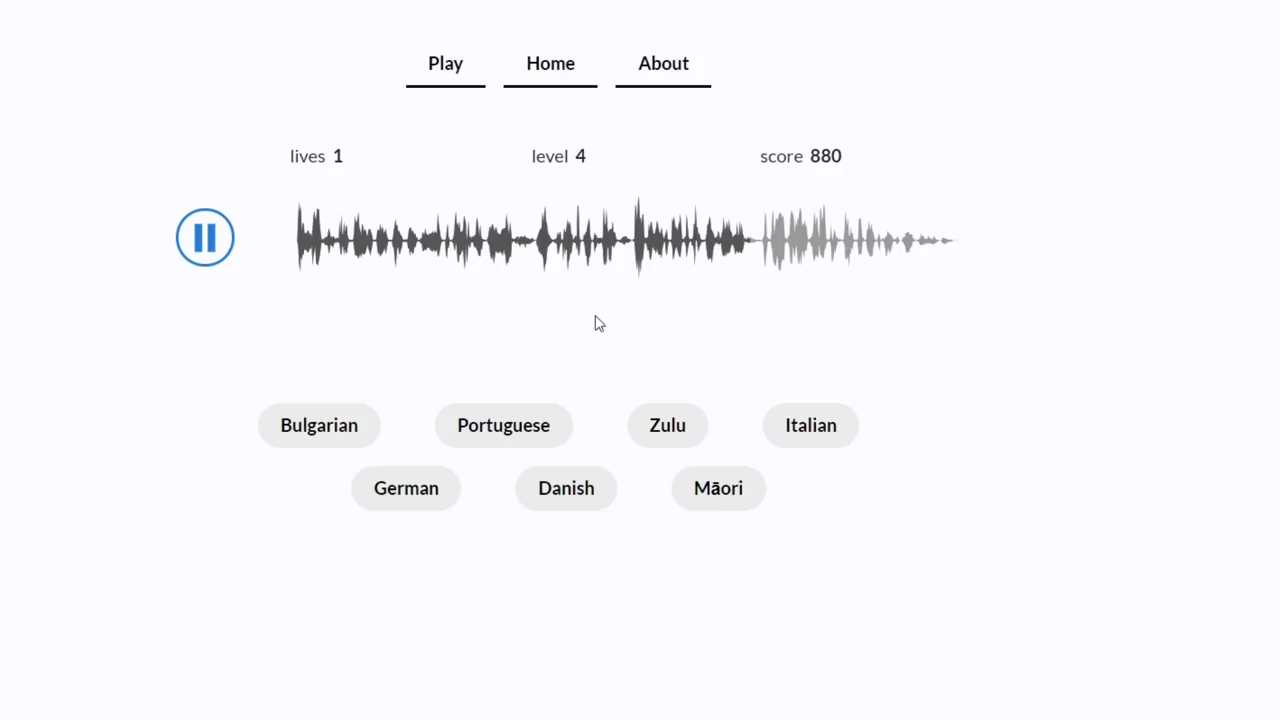 Play Home About
lives 1 level 4 score 880
Bulgarian Portuguese Zulu Italian
German Danish Māori